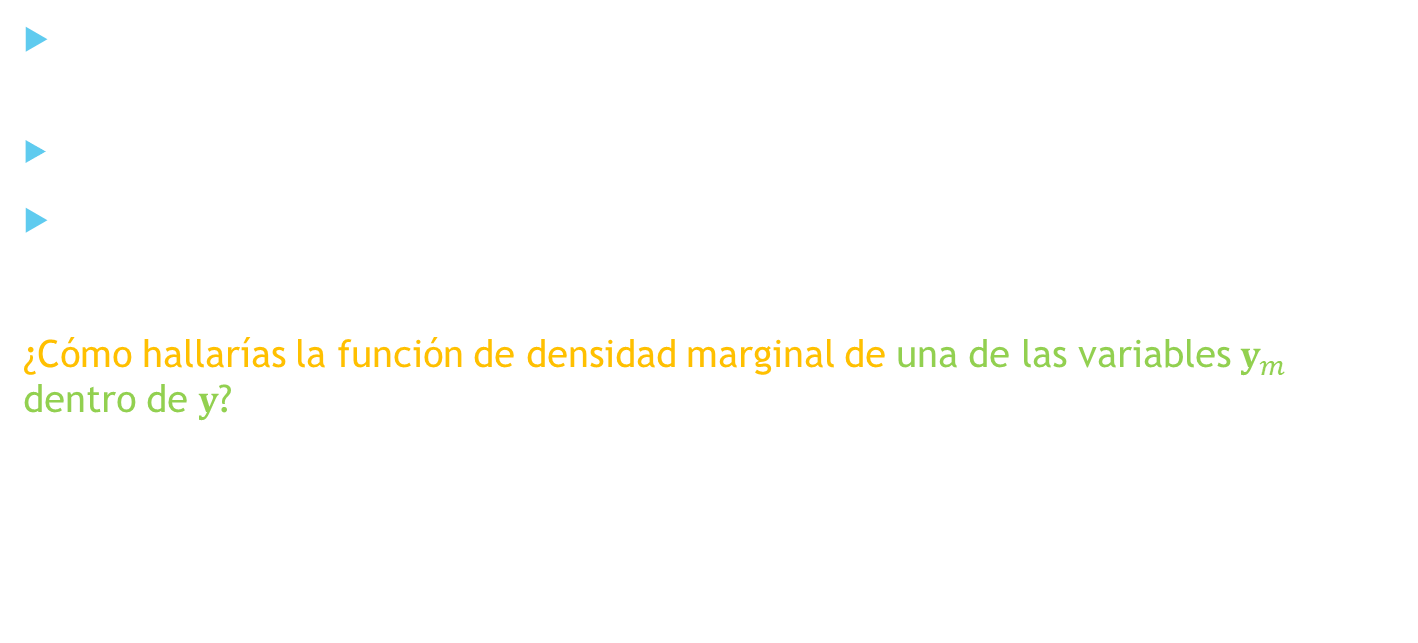 ¿Cómo hallarías la función de densidad marginal de una de las variables y_m
dentro de y?